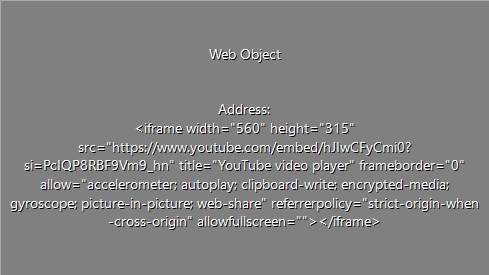 Web Object
Address:
<iframe width="560" height="315"
src="https://www.youtube.com/embed/hJIwCFyCmi0?
si=PcIQP8RBF9Vm9_hn" title="YouTube video player" frameborder="0"
allow="accelerometer; autoplay; clipboard-write; encrypted-media;
gyroscope; picture-in-picture; web-share" referrerpolicy="strict-origin-when
-cross-origin" allowfullscreen=""></iframe>